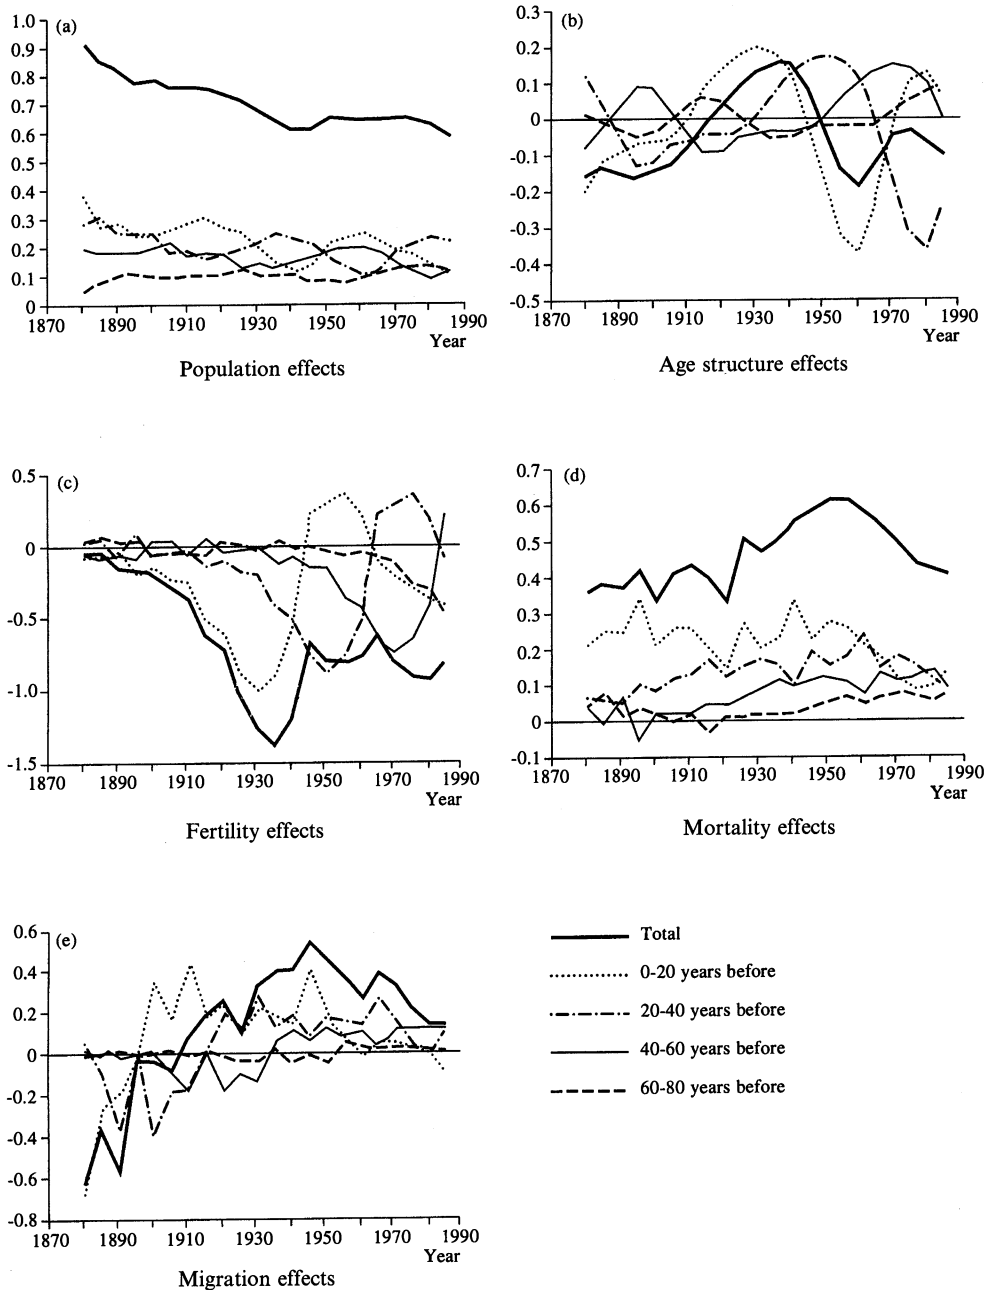 (a)
1.0
0.9
0.8
0.7
0.6
0.5
0.4
0.3
0.2
0.1
0
1870 1890 1910 1930 1950 1970 1990
Year
Population effects
(b)
0.3
0.2
0.1
0
-0.1
-0.2
-0.3
-0.4
-0.5
1870 1890 1910 1930 1950 1970 1990
Year
Age structure effects
(c)
0.5
0
-0.5
-1.0
-1.5
1870 1890 1910 1930 1950 1970 1990
Year
Fertility effects
(d)
0.7
0.6
0.5
0.4
0.3
0.2
0.1
0
-0.1
1870 1890 1910 1930 1950 1970 1990
Year
Mortality effects
(e)
0.6
0.4
0.2
0
-0.2
-0.4
-0.6
-0.8
1870 1890 1910 1930 1950 1970 1990
Year
Migration effects
Total
0-20 years before
20-40 years before
40-60 years before
60-80 years before